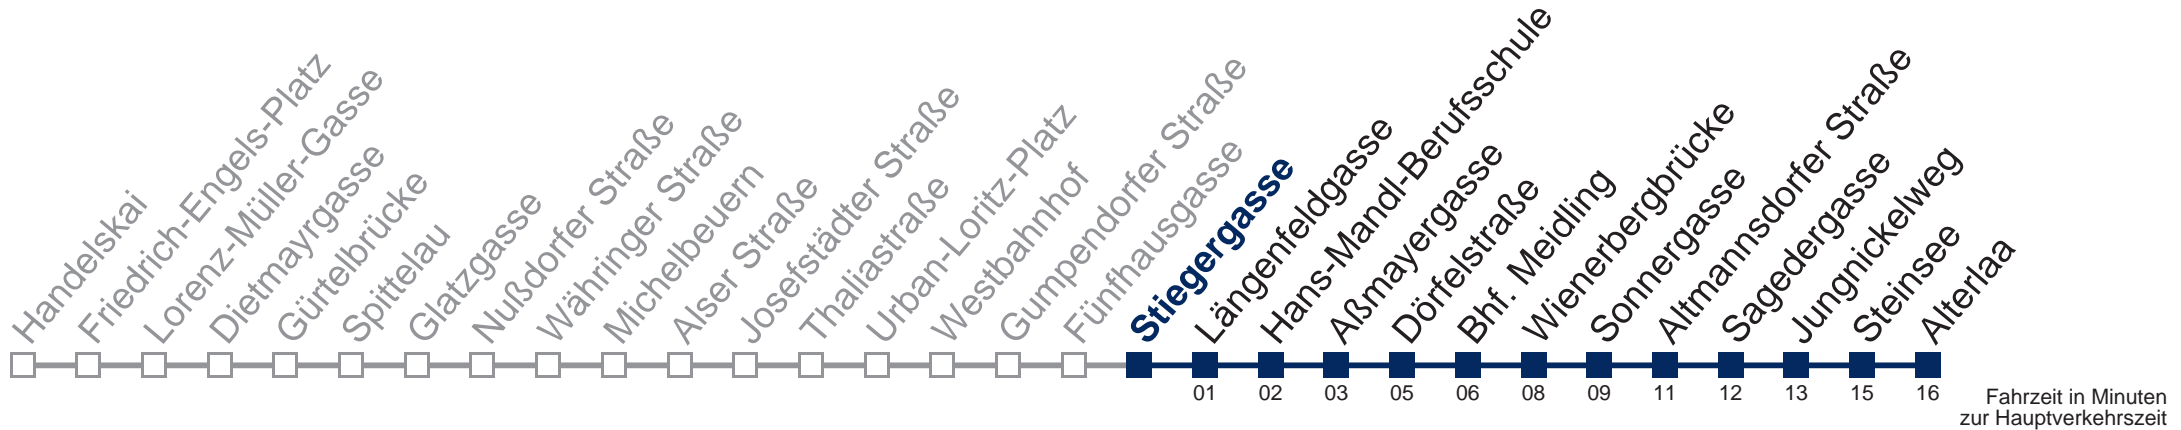 Handelskai
Friedrich-Engels-Platz
Lorenz-Müller-Gasse
Dietmayrgasse
Gürtelbrücke
Spittelau
Glatzgasse
Nußdorfer Straße
Währinger Straße
Michelbeuern
Alser Straße
Josefstädter Straße
Thaliastraße
Urban-Loritz-Platz
Westbahnhof
Gumpendorfer Straße
Fünfhausgasse
Stiegergasse
Längenfeldgasse
Hans-Mandl-Berufsschule
Aßmayergasse
Dörfelstraße
Bhf. Meidling
Wienerbergbrücke
Sonnergasse
Altmannsdorfer Straße
Sagedergasse
Jungnickelweg
Steinsee
Alterlaa
01 02 03 05 06 08 09 11 12 13 15 16
Fahrzeit in Minuten
zur Hauptverkehrszeit